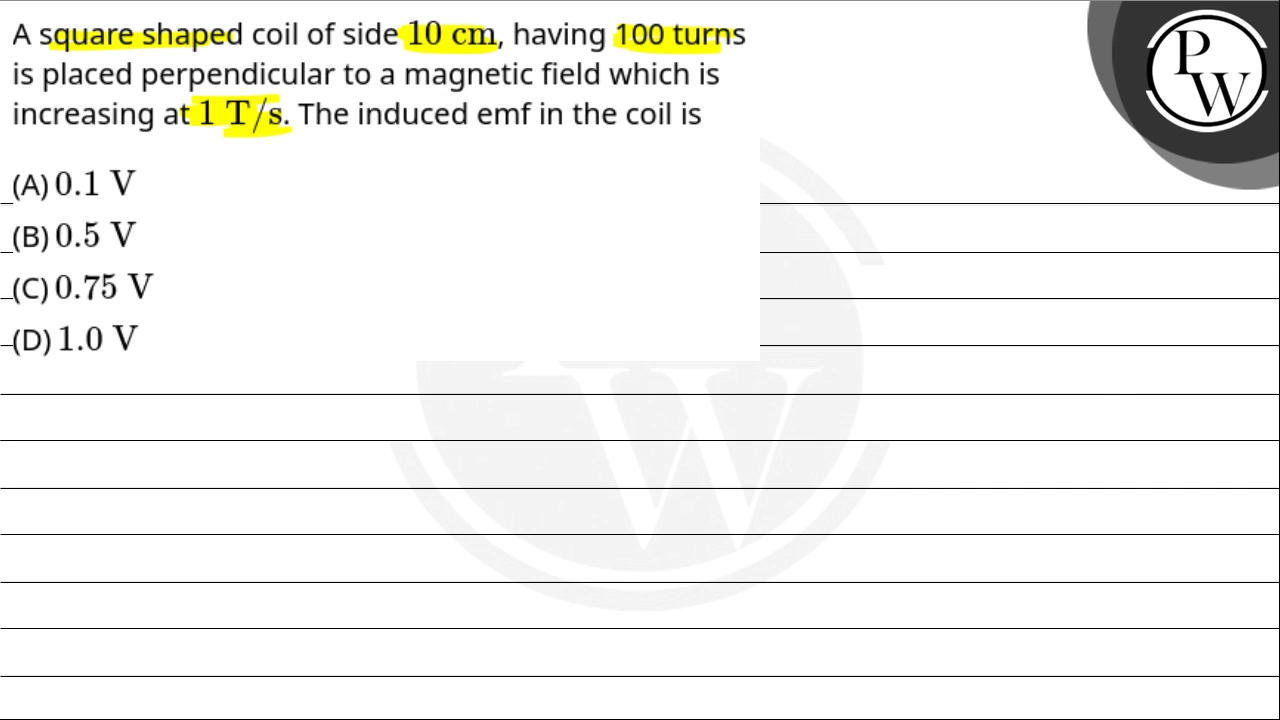 A square shaped coil of side 10 cm, having 100 turns
is placed perpendicular to a magnetic field which is
increasing at 1 T/s. The induced emf in the coil is
(A) 0.1 V
(B) 0.5 V
(C) 0.75 V
(D) 1.0 V
P
W
W